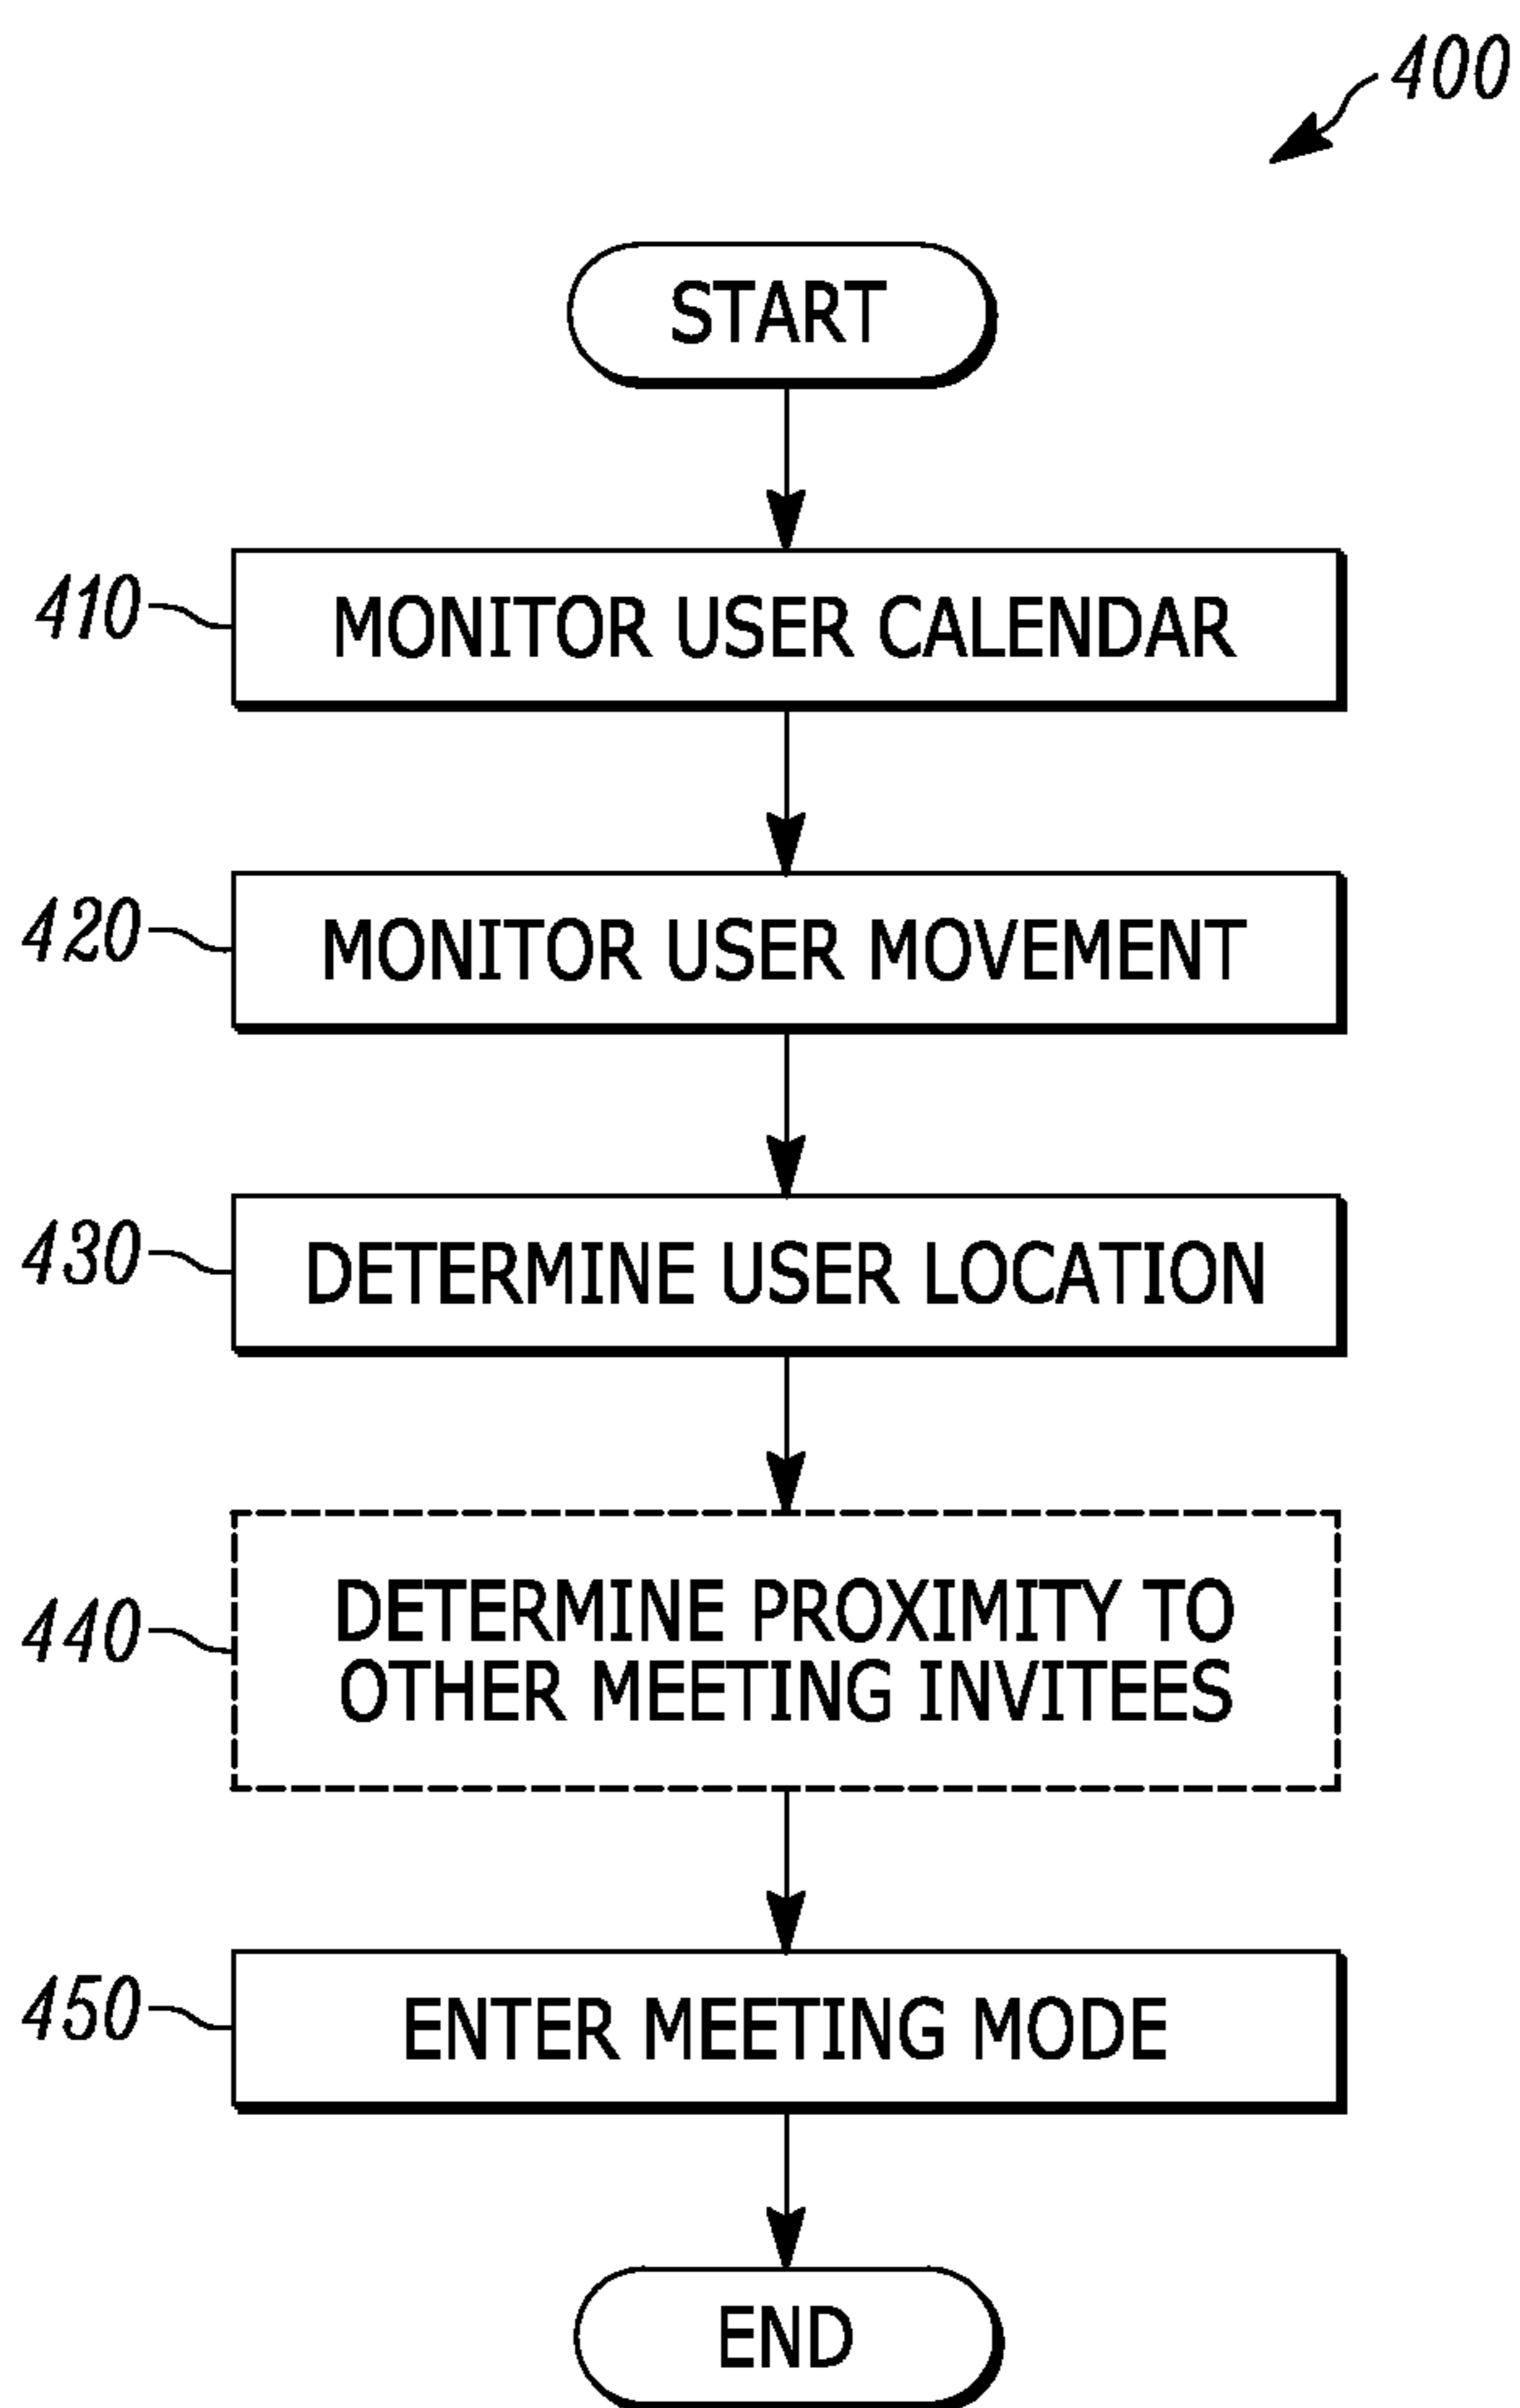 400
START
410 MONITOR USER CALENDAR
420 MONITOR USER MOVEMENT
430 DETERMINE USER LOCATION
440 DETERMINE PROXIMITY TO
OTHER MEETING INVITEES
450 ENTER MEETING MODE
END